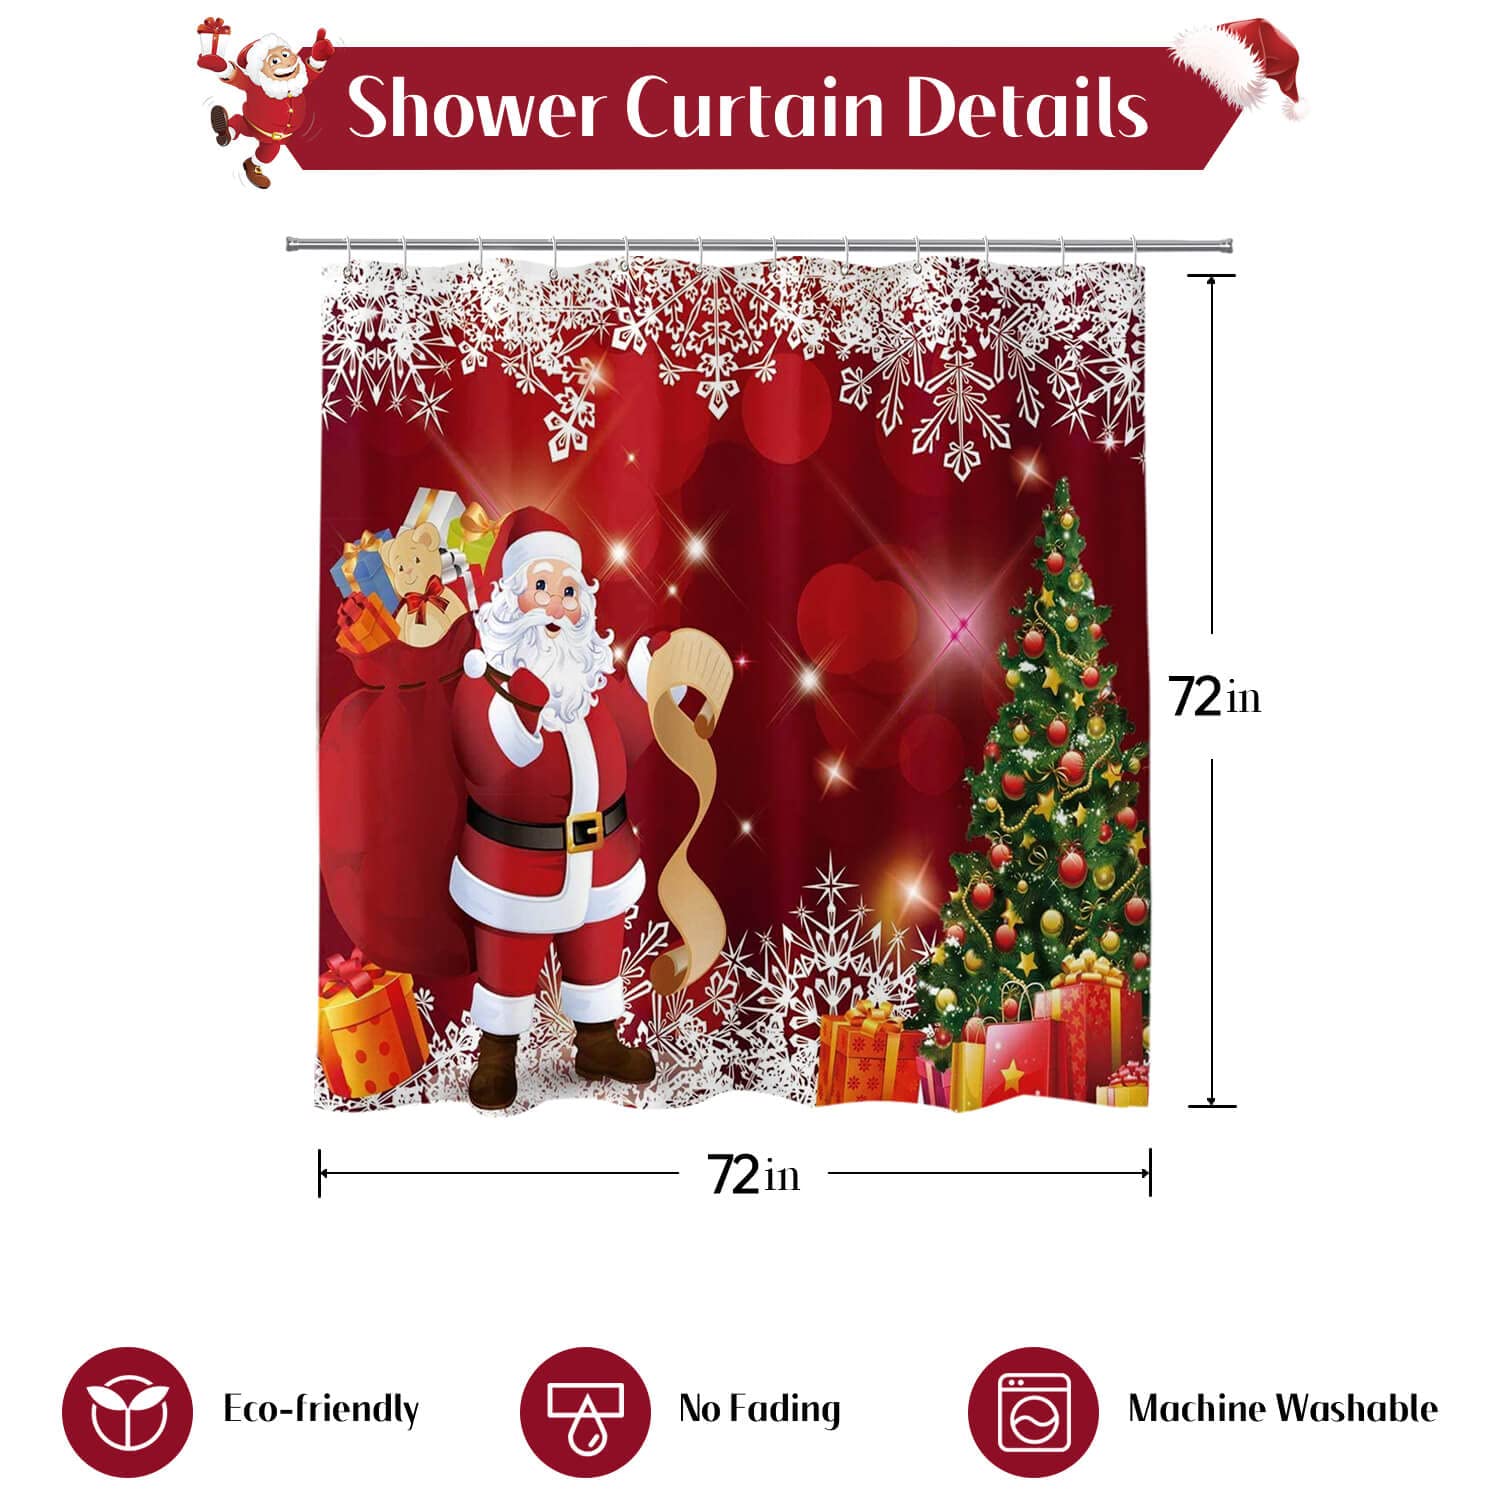 Shower Curtain Details
72in
72in
Eco-friendly
No Fading
Machine Washable